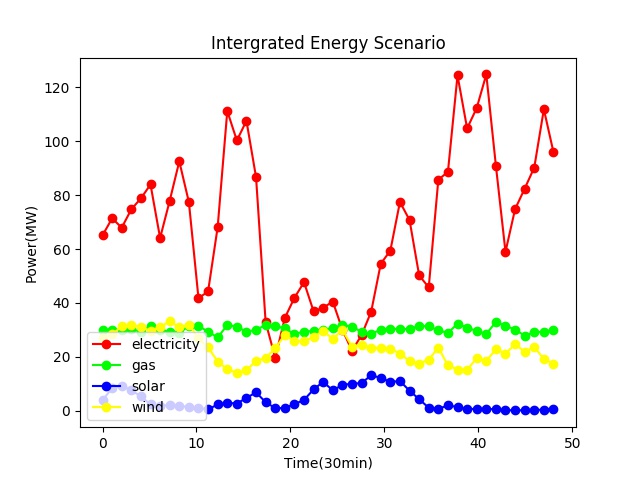 Intergrated Energy Scenario
Power(MW)
120
100
80
60
40
20
0
electricity
gas
solar
wind
0 10 20 30 40 50
Time(30min)